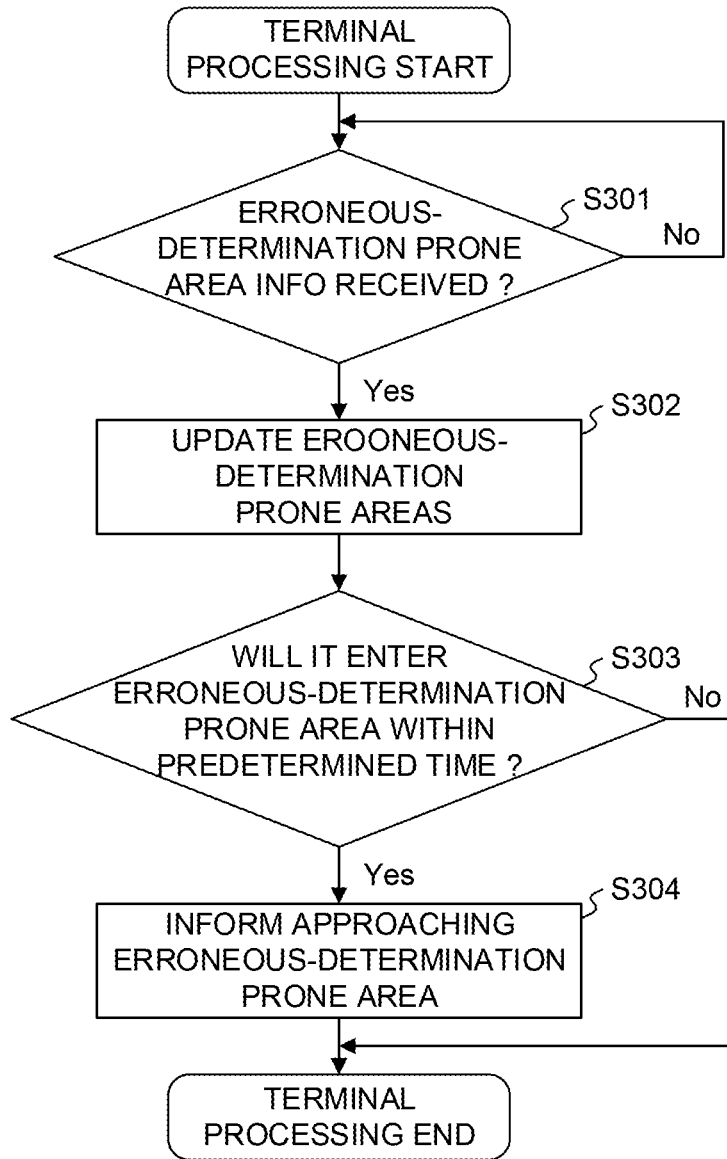 TERMINAL
PROCESSING START
ERRONEOUS-
DETERMINATION PRONE
AREA INFO RECEIVED ?
S301
No
Yes
S302
UPDATE EROONEOUS-
DETERMINATION
PRONE AREAS
WILL IT ENTER
ERRONEOUS-DETERMINATION
PRONE AREA WITHIN
PREDETERMINED TIME ?
S303
No
Yes
S304
INFORM APPROACHING
ERRONEOUS-DETERMINATION
PRONE AREA
TERMINAL
PROCESSING END